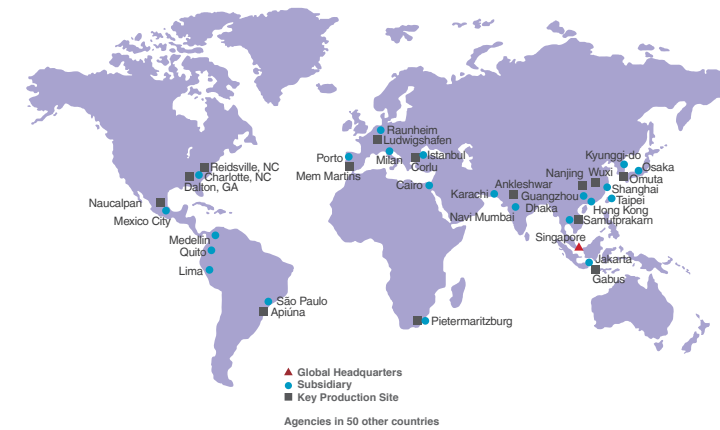 Raunheim
Ludwigshafen
Porto
Milan
Istanbul
Corlu
Mem Martins
Cairo
Reidsville, NC
Charlotte, NC
Dalton, GA
Naucalpan
Mexico City
Medellin
Quito
Lima
São Paulo
Apiúna
Pietermaritzburg
Kyunggi-do
Osaka
Omuta
Nanjing
Wuxi
Shanghai
Taipei
Ankleshwar
Karachi
Guangzhou
Hong Kong
Navi Mumbai
Dhaka
Samutprakarn
Singapore
Jakarta
Gabus
Global Headquarters
Subsidiary
Key Production Site
Agencies in 50 other countries